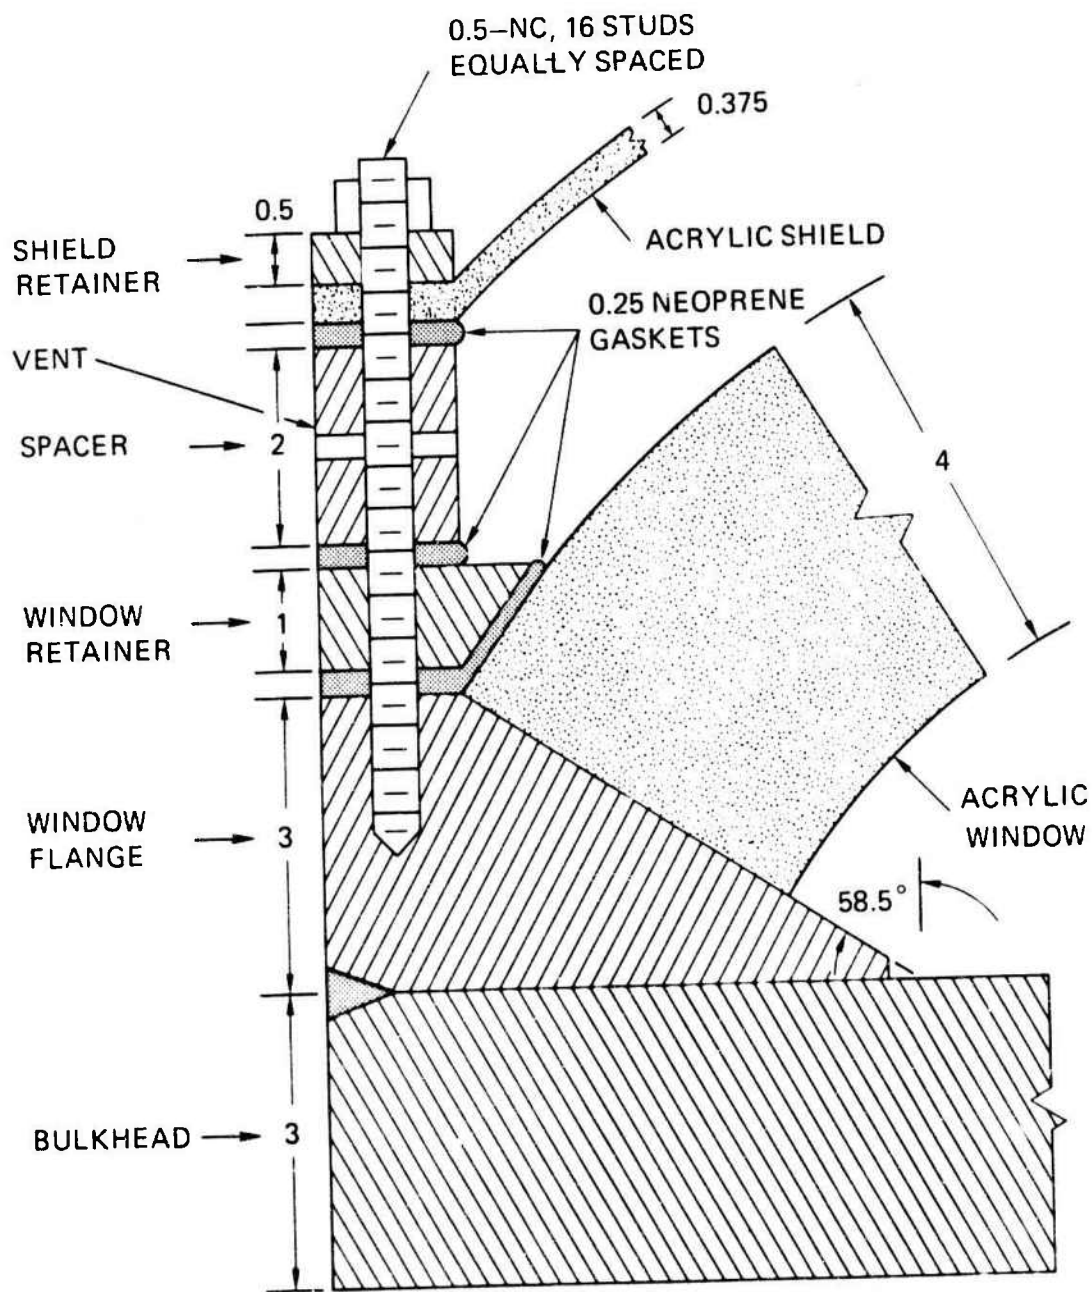 0.5–NC, 16 STUDS
EQUALLY SPACED
0.375
0.5
SHIELD
RETAINER
ACRYLIC SHIELD
0.25 NEOPRENE
GASKETS
VENT
SPACER
2
4
WINDOW
RETAINER
1
WINDOW
FLANGE
3
ACRYLIC
WINDOW
58.5°
BULKHEAD
3